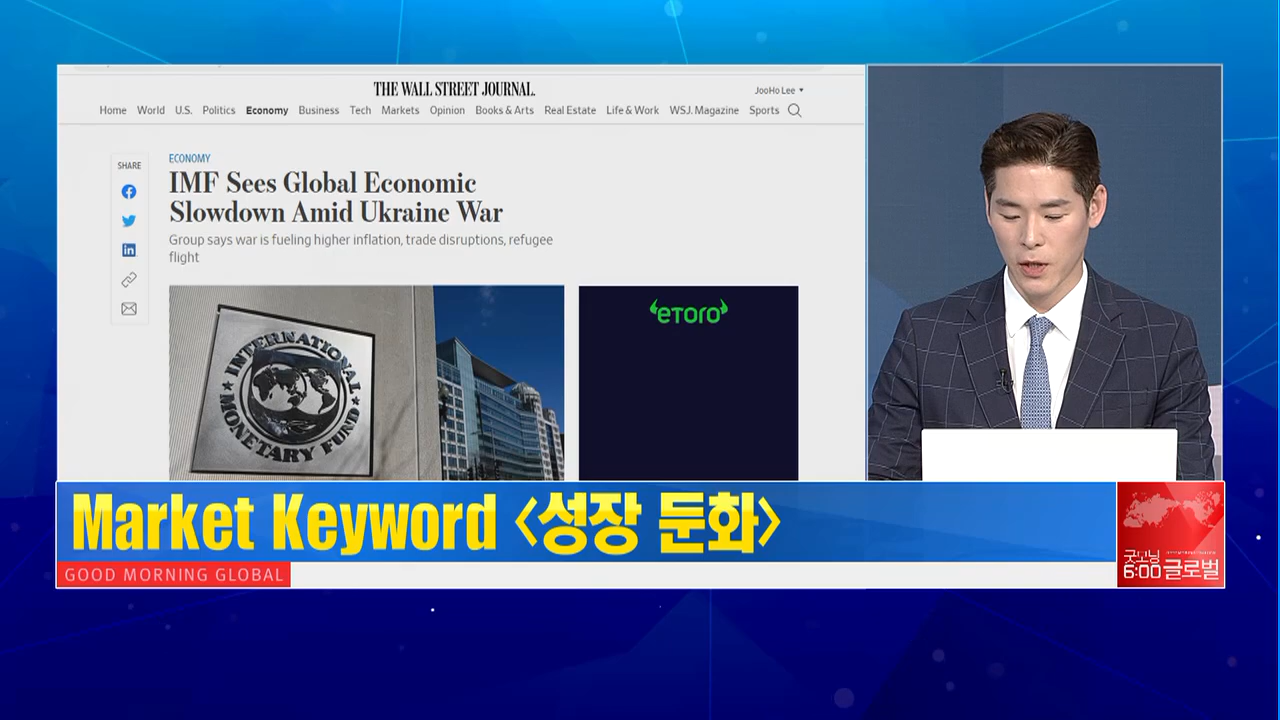 THE WALL STREET JOURNAL.
JooHo Lee
Home World U.S. Politics Economy Business Tech Markets Opinion Books & Arts Real Estate Life & Work WSJ. Magazine Sports
SHARE
ECONOMY
IMF Sees Global Economic
Slowdown Amid Ukraine War
Group says war is fueling higher inflation, trade disruptions, refugee
flight
INTERNATIONAL
MONETARY FUND
eToro
Market Keyword <성장 둔화>
GOOD MORNING GLOBAL
굿모닝
6:00 글로벌